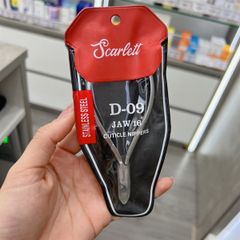 Scarlett
STAINLESS STEEL
D-09
JAW 16
CUTICLE NIPPERS